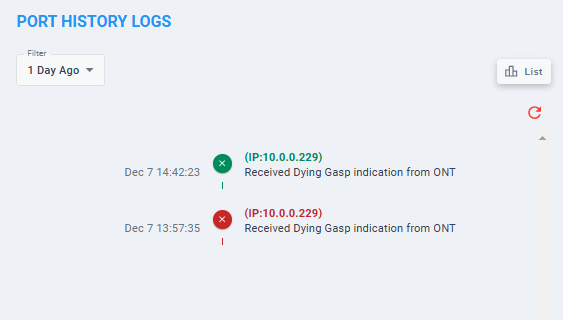 PORT HISTORY LOGS
Filter
1 Day Ago
List
(IP:10.0.0.229)
Dec 7 14:42:23
Received Dying Gasp indication from ONT
(IP:10.0.0.229)
Dec 7 13:57:35
Received Dying Gasp indication from ONT